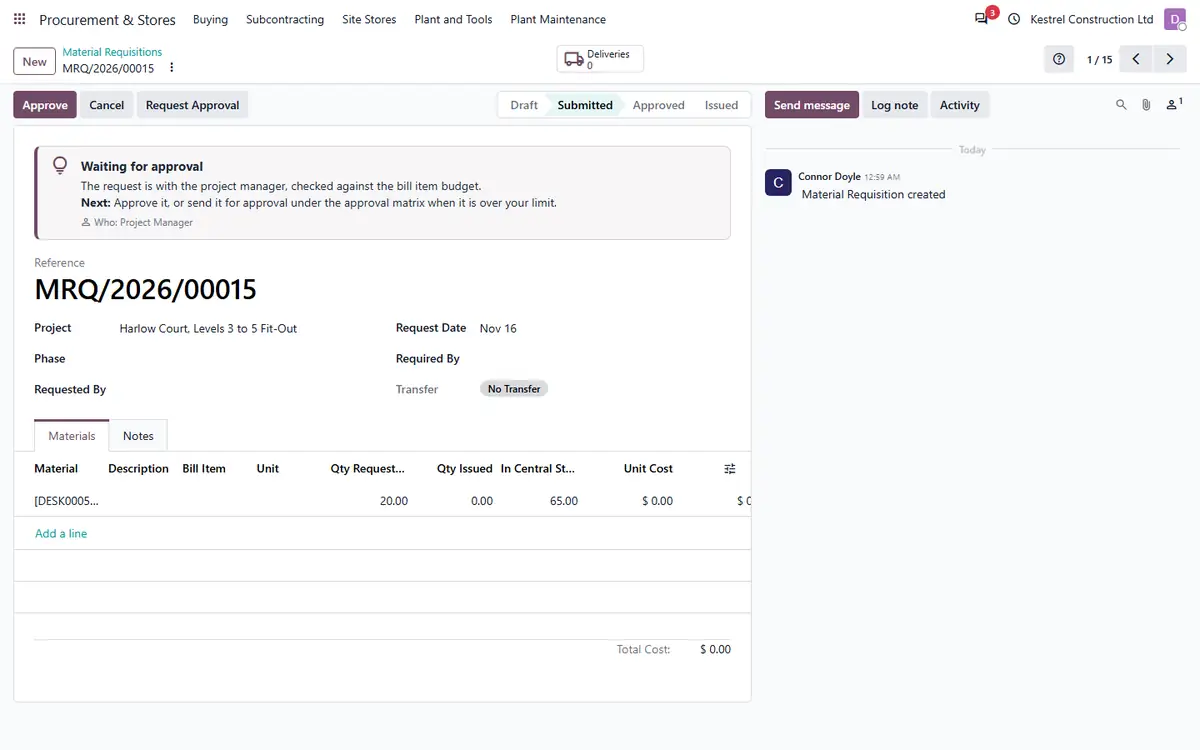 Procurement & Stores Buying Subcontracting Site Stores Plant and Tools Plant Maintenance 3 Kestrel Construction Ltd D
New Material Requisitions Deliveries 1 / 15
MRQ/2026/00015 0
Approve Cancel Request Approval Draft Submitted Approved Issued Send message Log note Activity 1
Today
Waiting for approval
The request is with the project manager, checked against the bill item budget.
Next: Approve it, or send it for approval under the approval matrix when it is over your limit.
Who: Project Manager
C Connor Doyle 12:59 AM
Material Requisition created
Reference
MRQ/2026/00015
Project Harlow Court, Levels 3 to 5 Fit-Out Request Date Nov 16
Phase Required By
Requested By Transfer No Transfer
Materials Notes
Material Description Bill Item Unit Qty Request... Qty Issued In Central St... Unit Cost
[DESK0005... 20.00 0.00 65.00 $ 0.00 $ 0
Add a line
Total Cost: $ 0.00